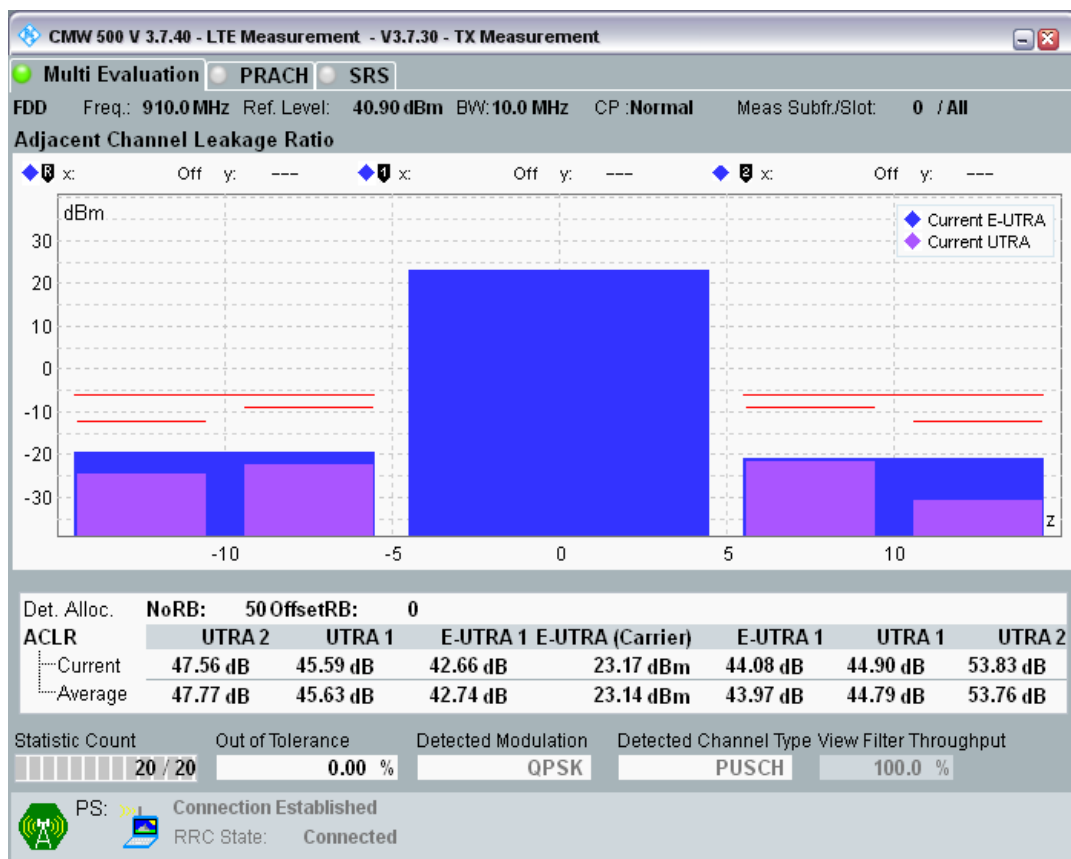 CMW 500 V 3.7.40 - LTE Measurement - V3.7.30 - TX Measurement
Multi Evaluation PRACH SRS
FDD Freq.: 910.0 MHz Ref. Level: 40.90 dBm BW: 10.0 MHz CP :Normal Meas Subfr./Slot: 0 / All
Adjacent Channel Leakage Ratio
R x: Off y: --- 1 x: Off y: --- 2 x: Off y: ---
dBm
Current E-UTRA
Current UTRA
30
20
10
0
-10
-20
-30
z
-10 -5 0 5 10
Det. Alloc. NoRB: 50 OffsetRB: 0
ACLR UTRA 2 UTRA 1 E-UTRA 1 E-UTRA (Carrier) E-UTRA 1 UTRA 1 UTRA 2
Current 47.56 dB 45.59 dB 42.66 dB 23.17 dBm 44.08 dB 44.90 dB 53.83 dB
Average 47.77 dB 45.63 dB 42.74 dB 23.14 dBm 43.97 dB 44.79 dB 53.76 dB
Statistic Count Out of Tolerance Detected Modulation Detected Channel Type View Filter Throughput
20 / 20 0.00 % QPSK PUSCH 100.0 %
PS: Connection Established
RRC State: Connected